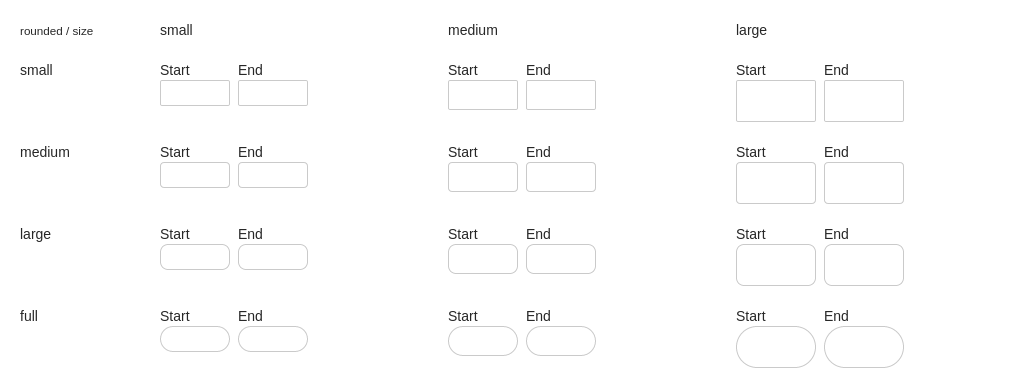 rounded / size small medium large
small Start End Start End Start End
medium Start End Start End Start End
large Start End Start End Start End
full Start End Start End Start End